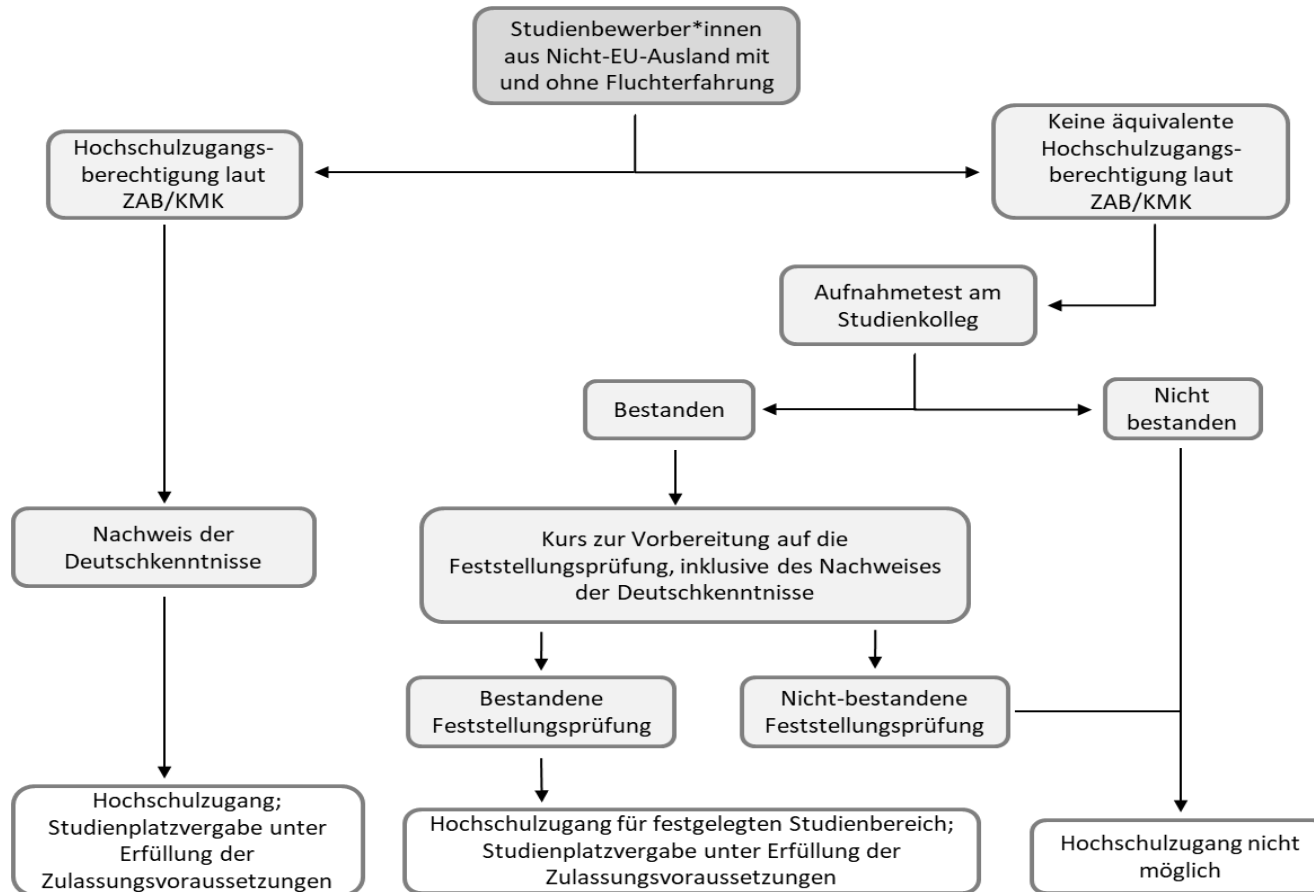 Studienbewerber*innen
aus Nicht-EU-Ausland mit
und ohne Fluchterfahrung
Hochschulzugangs-
berechtigung laut
ZAB/KMK
Keine äquivalente
Hochschulzugangs-
berechtigung laut
ZAB/KMK
Aufnahmetest am
Studienkolleg
Bestanden
Nicht
bestanden
Nachweis der
Deutschkenntnisse
Kurs zur Vorbereitung auf die
Feststellungsprüfung, inklusive des Nachweises
der Deutschkenntnisse
Bestandene
Feststellungsprüfung
Nicht-bestandene
Feststellungsprüfung
Hochschulzugang;
Studienplatzvergabe unter
Erfüllung der
Zulassungsvoraussetzungen
Hochschulzugang für festgelegten Studienbereich;
Studienplatzvergabe unter Erfüllung der
Zulassungsvoraussetzungen
Hochschulzugang nicht
möglich